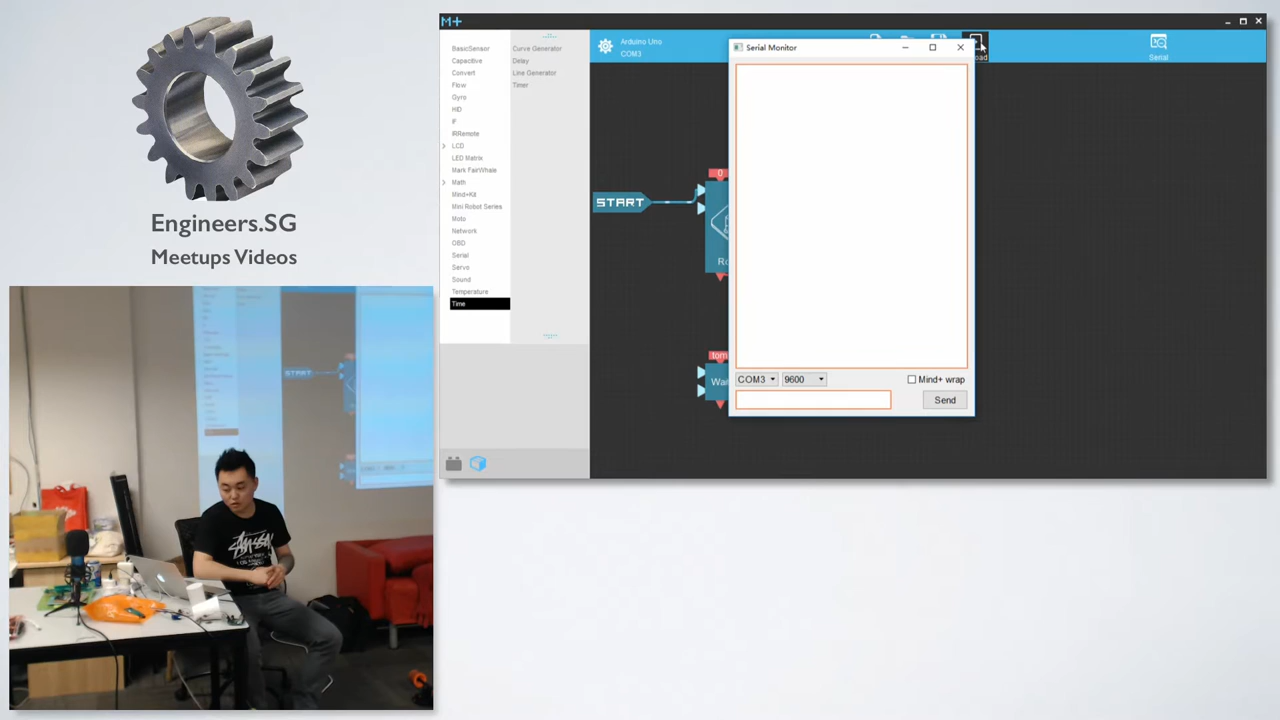 Engineers.SG
Meetups Videos
M+
BasicSensor
Capacitive
Convert
Flow
Gyro
HID
IF
IRRemote
LCD
LED Matrix
Mark FairWhale
Math
Mind+Kit
Mini Robot Series
Moto
Network
OBD
Serial
Servo
Sound
Temperature
Time
Curve Generator
Delay
Line Generator
Timer
Arduino Uno
COM3
Serial
START
0
Serial Monitor
COM3
9600
Mind+ wrap
Send
START